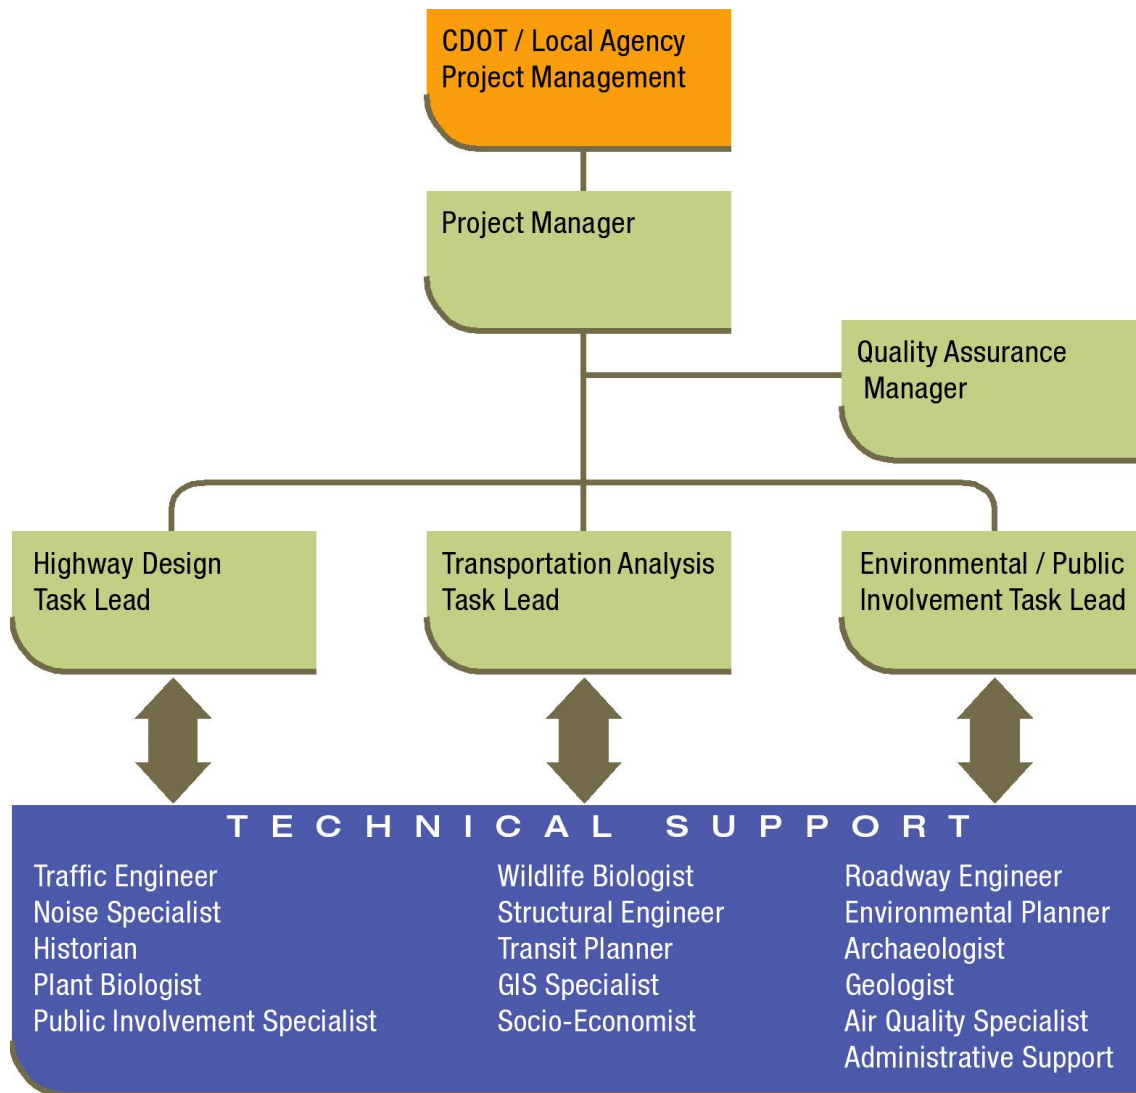 CDOT / Local Agency
Project Management
Project Manager
Quality Assurance
Manager
Highway Design
Task Lead
Transportation Analysis
Task Lead
Environmental / Public
Involvement Task Lead
TECHNICAL SUPPORT
Traffic Engineer
Noise Specialist
Historian
Plant Biologist
Public Involvement Specialist
Wildlife Biologist
Structural Engineer
Transit Planner
GIS Specialist
Socio-Economist
Roadway Engineer
Environmental Planner
Archaeologist
Geologist
Air Quality Specialist
Administrative Support